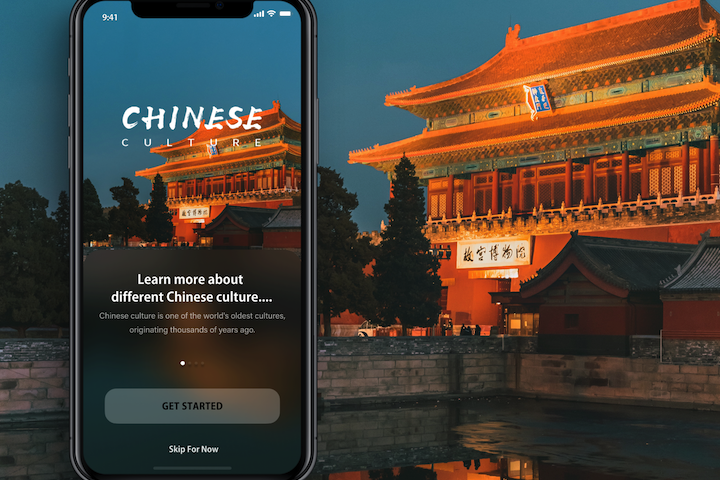 9:41
CHINESE
CULTURE
Learn more about
different Chinese culture....
Chinese culture is one of the world's oldest cultures,
originating thousands of years ago.
GET STARTED
Skip For Now
故宫博物院